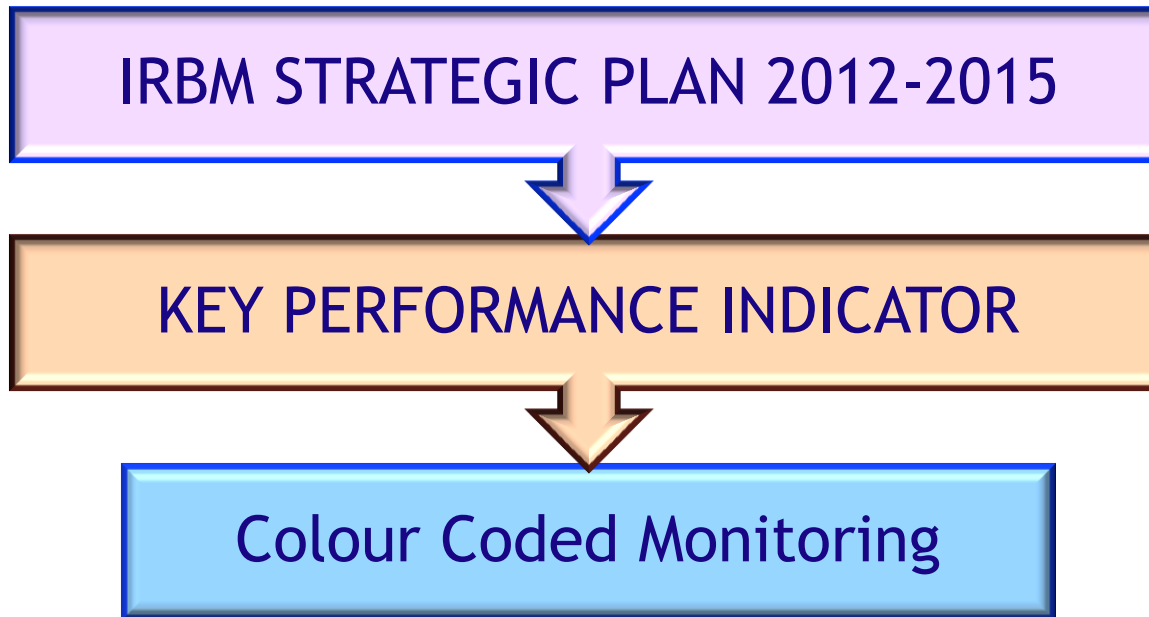 IRBM STRATEGIC PLAN 2012-2015
KEY PERFORMANCE INDICATOR
Colour Coded Monitoring